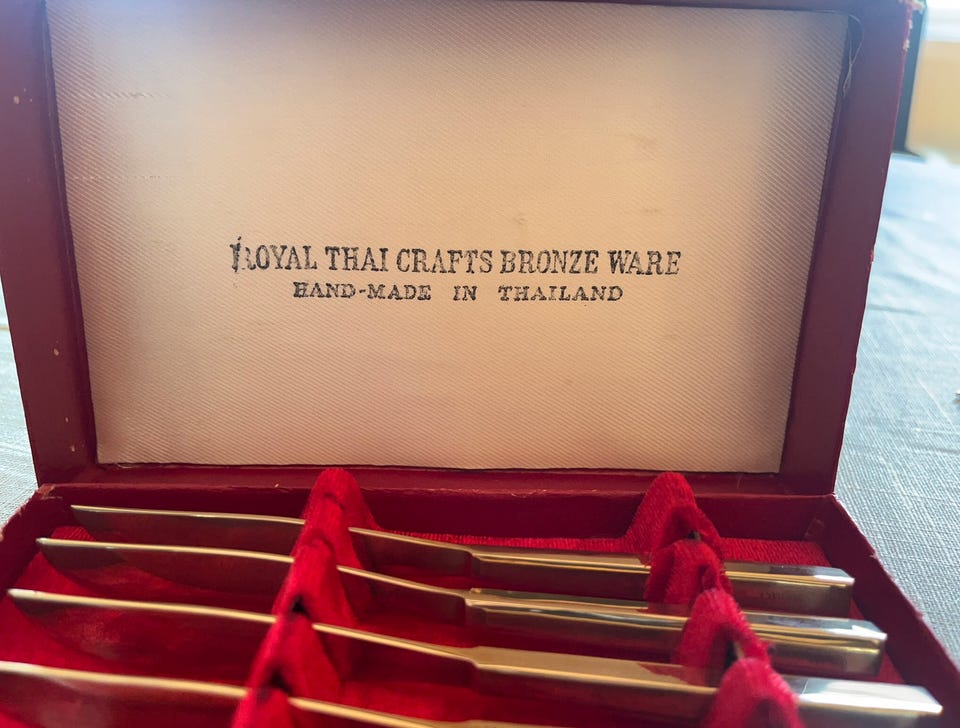 ROYAL THAI CRAFTS BRONZE WARE
HAND-MADE IN THAILAND